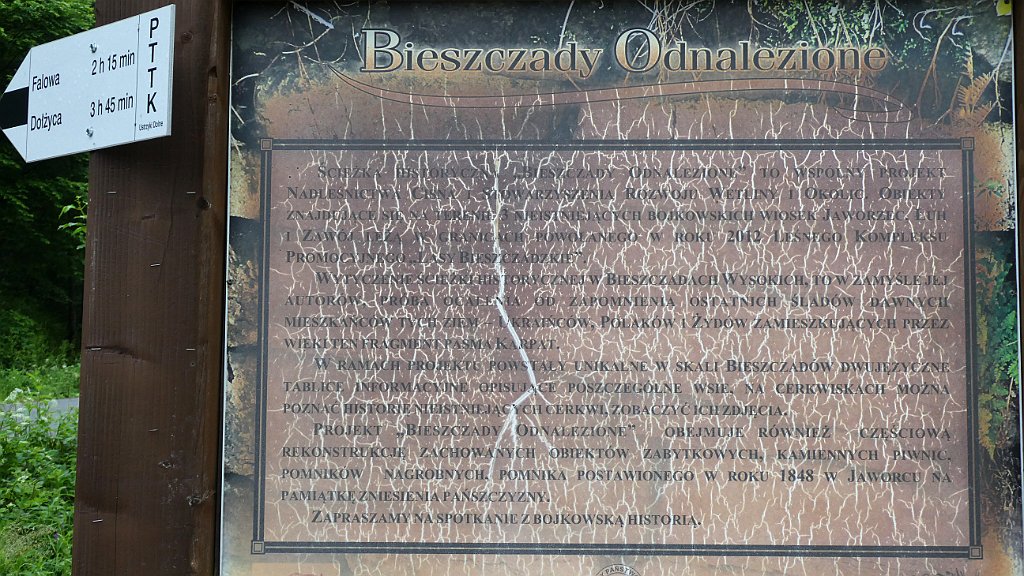 Falowa 2 h 15 min
Dołżyca 3 h 45 min
PTTK
Ustrzyki Dolne
Bieszczady Odnalezione
Ścieżka historyczna „Bieszczady Odnalezione” to wspólny projekt
Nadleśnictwa Cisna i Stowarzyszenia Rozwoju Wetliny i Okolic. Obiekty
znajdujące się na terenie 3 nieistniejących bojkowskich wiosek Jaworzec, Łuh
i Zawój leżą w granicach powołanego w roku 2012 Leśnego Kompleksu
Promocyjnego „Lasy Bieszczadzkie”.
Wytyczenie ścieżki historycznej w Bieszczadach Wysokich, to w zamyśle jej
autorów, próba ocalenia od zapomnienia ostatnich śladów dawnych
mieszkańców tych ziem – Ukraińców, Polaków i Żydów zamieszkujących przez
wieki ten fragment pasma Karpat.
W ramach projektu powstały unikalne w skali Bieszczadów dwujęzyczne
tablice informacyjne opisujące poszczególne wsie. Na cerkwiskach można
poznać historię nieistniejących cerkwi, zobaczyć ich zdjęcia.
Projekt „Bieszczady Odnalezione” obejmuje również częściową
rekonstrukcję zachowanych obiektów zabytkowych, kamiennych piwnic,
pomników nagrobnych, pomnika postawionego w roku 1848 w Jaworcu na
pamiątkę zniesienia pańszczyzny.
Zapraszamy na spotkanie z bojkowską historią.